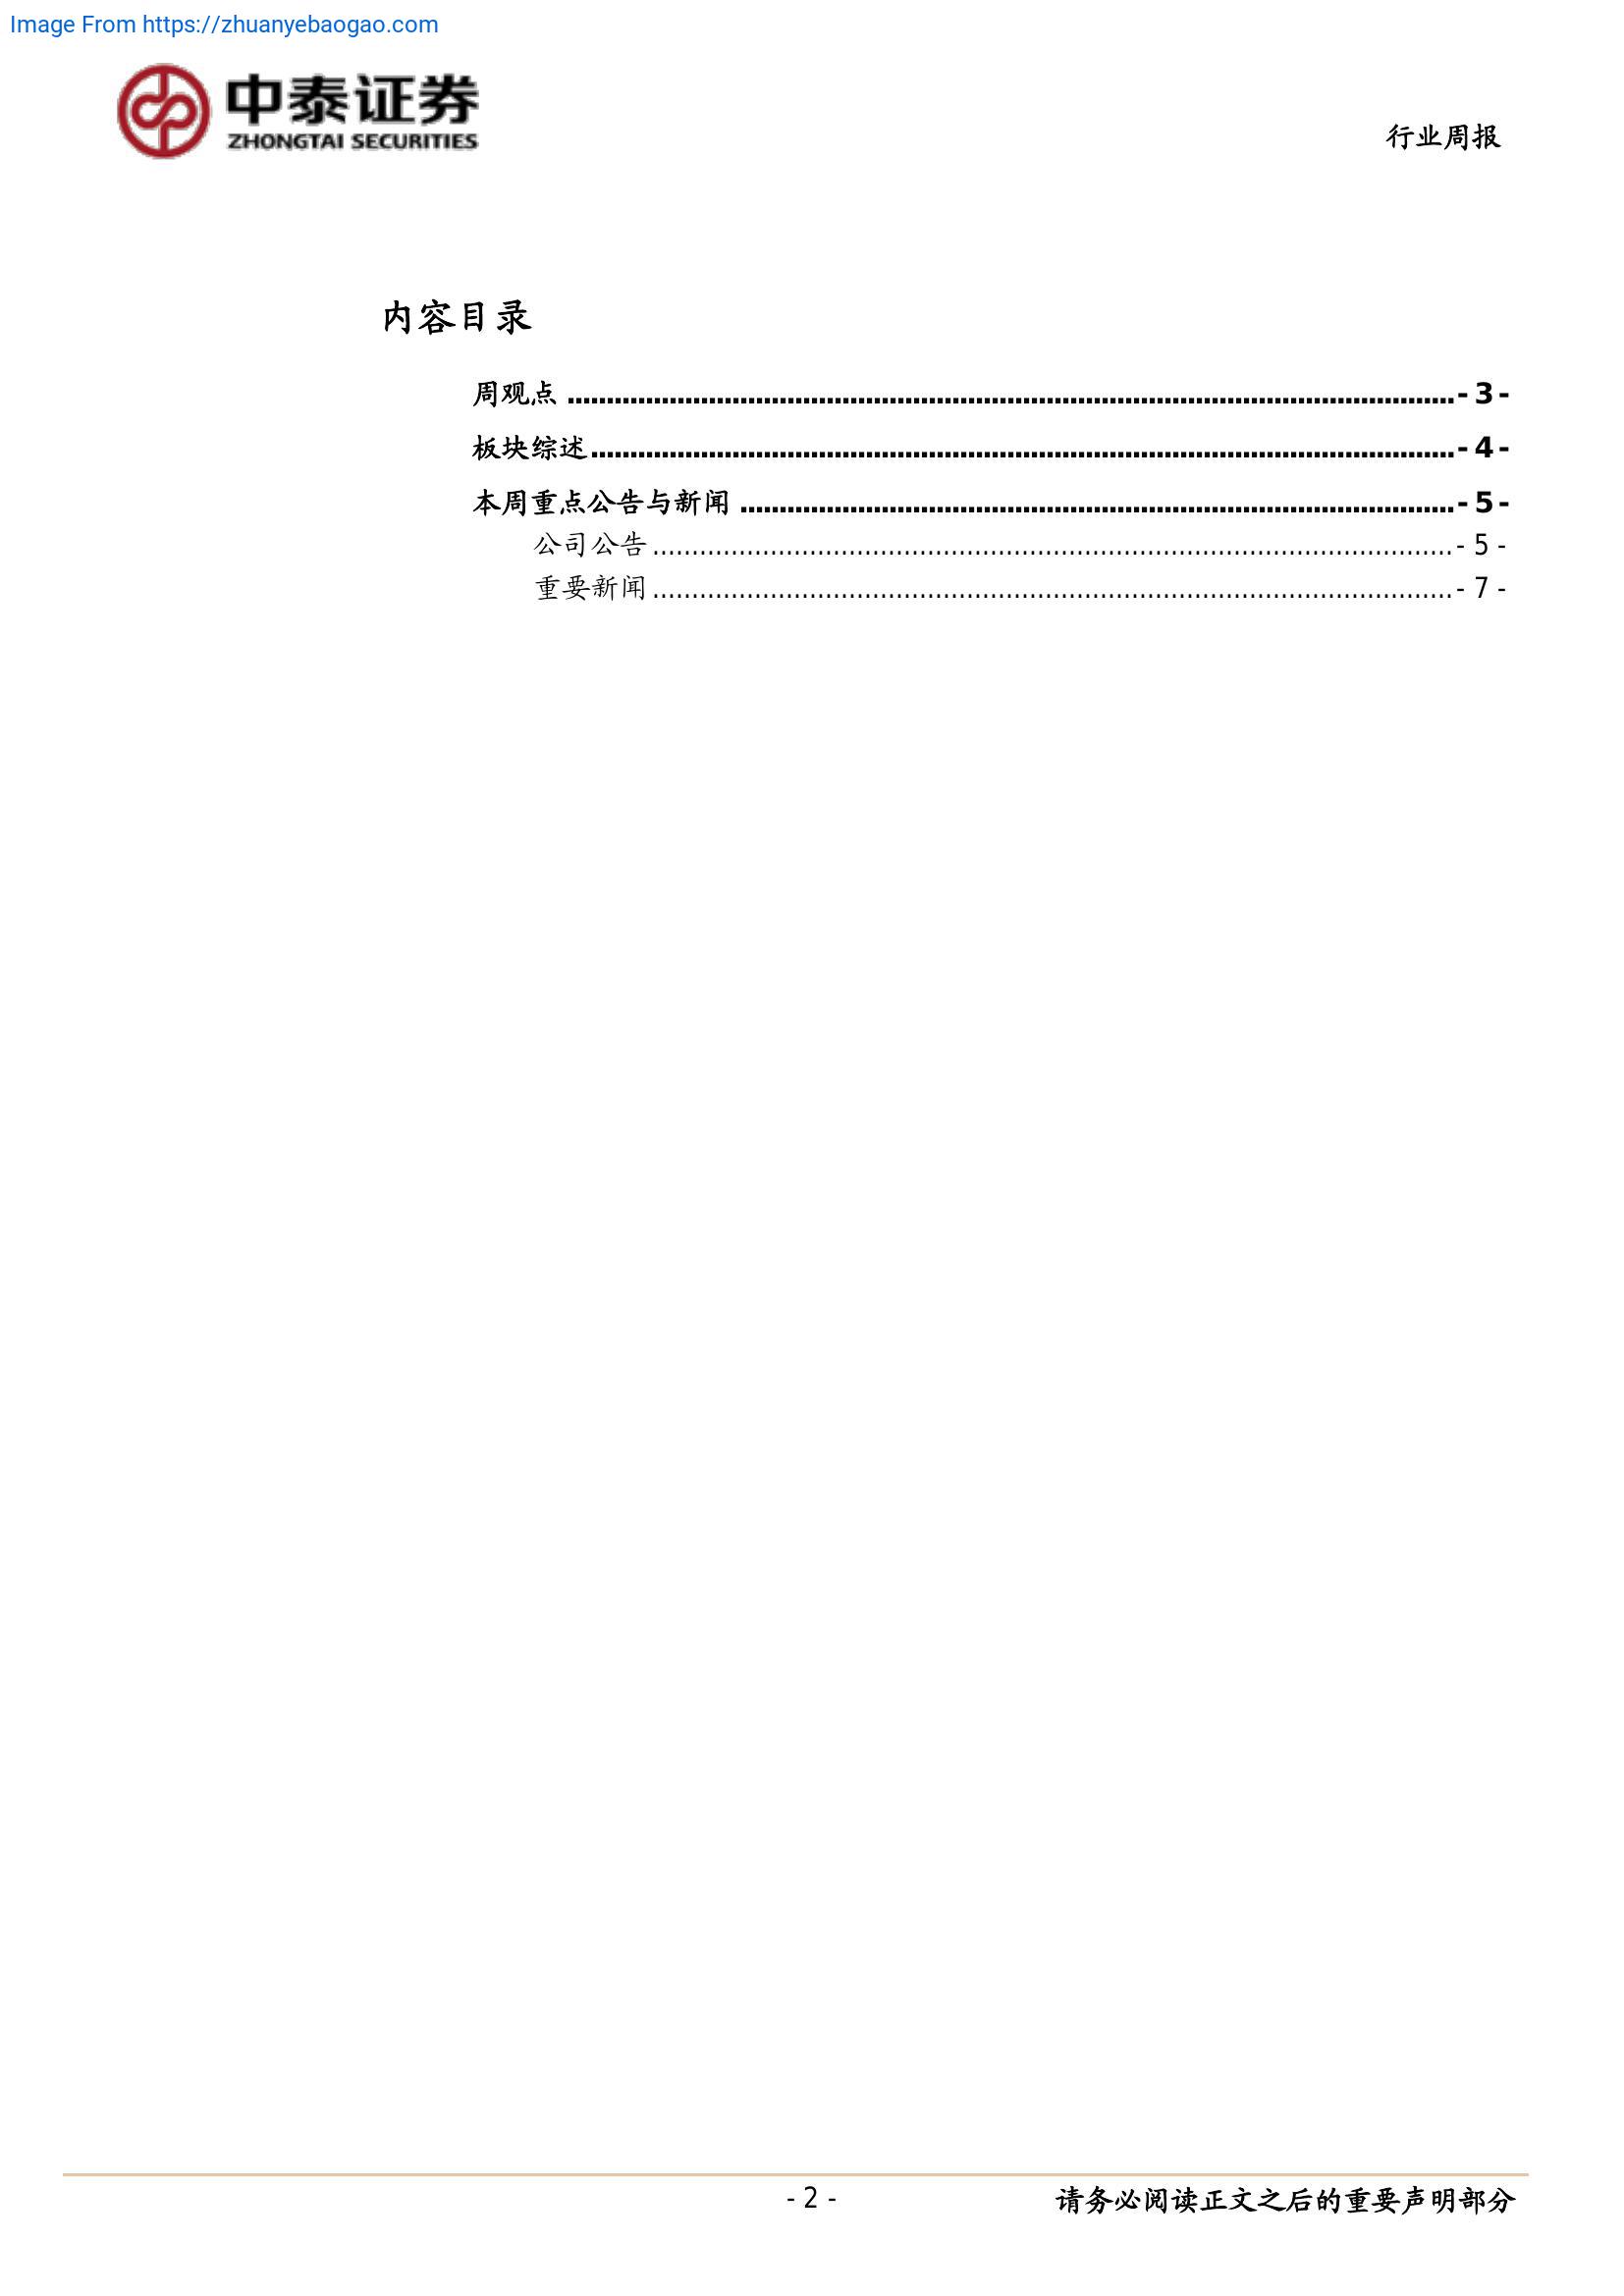 Image From https://zhuanyebaogao.com
中泰证券
ZHONGTAI SECURITIES
行业周报
内容目录
周观点 ........................................................................................................ - 3 -
板块综述 ........................................................................................................ - 4 -
本周重点公告与新闻 ........................................................................................................ - 5 -
公司公告 ........................................................................................................ - 5 -
重要新闻 ........................................................................................................ - 7 -
- 2 -
请务必阅读正文之后的重要声明部分